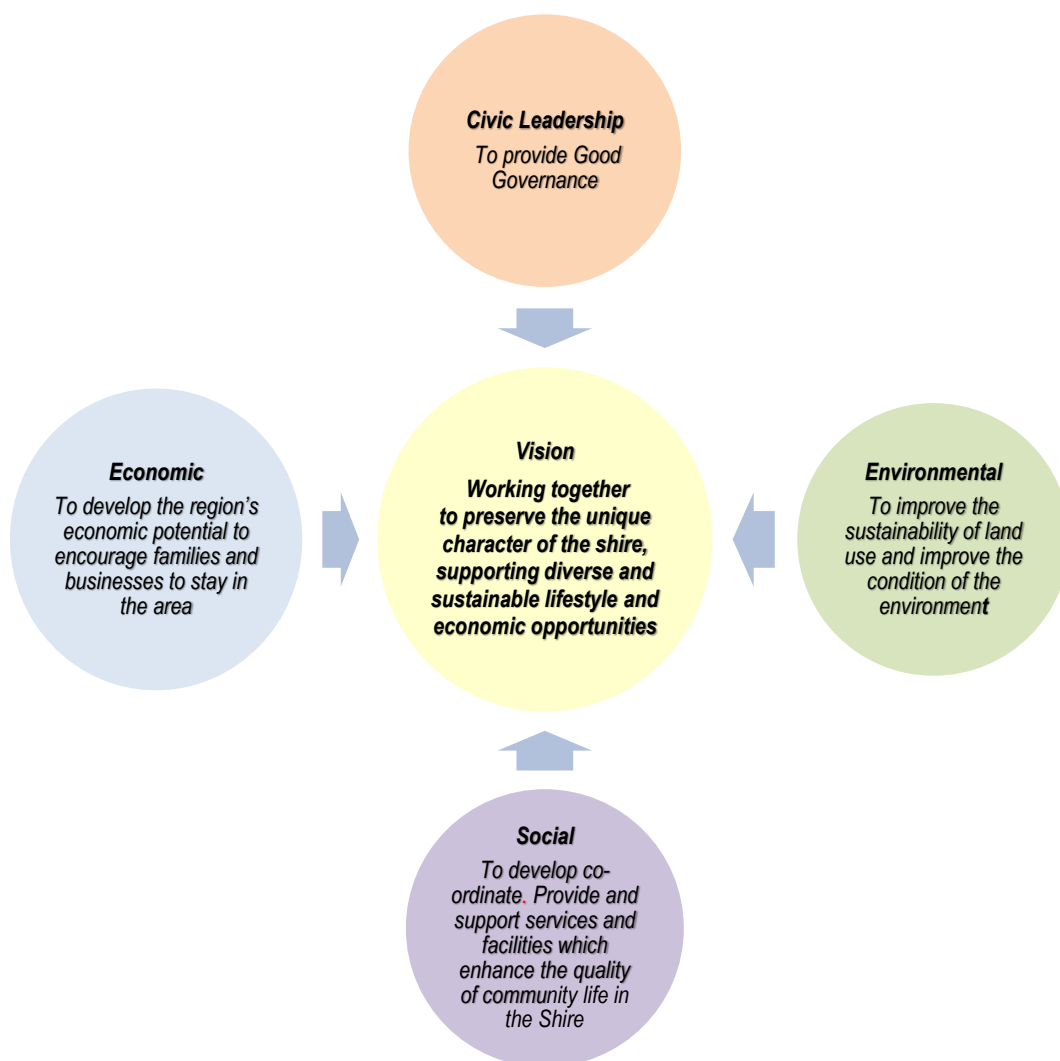 Civic Leadership
To provide Good
Governance
Economic
To develop the region’s
economic potential to
encourage families and
businesses to stay in
the area
Vision
Working together
to preserve the unique
character of the shire,
supporting diverse and
sustainable lifestyle and
economic opportunities
Environmental
To improve the
sustainability of land
use and improve the
condition of the
environment
Social
To develop co-
ordinate. Provide and
support services and
facilities which
enhance the quality
of community life in
the Shire